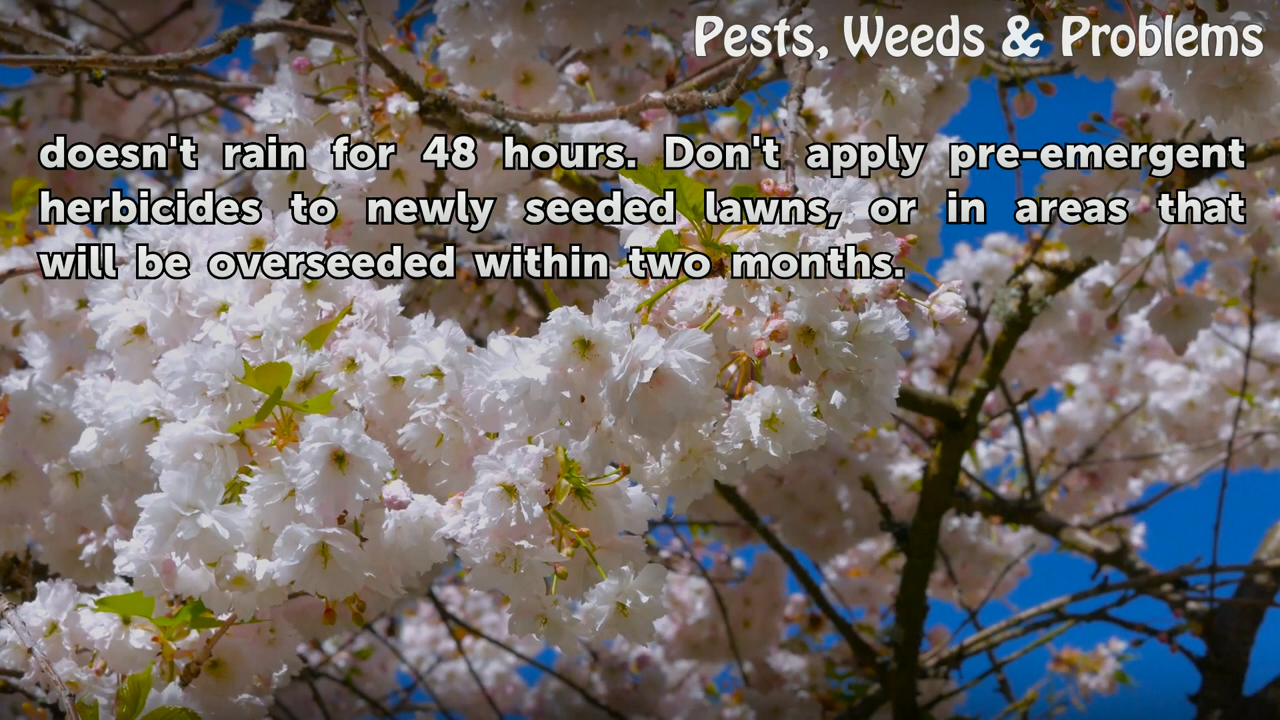 Pests, Weeds & Problems
doesn't rain for 48 hours. Don't apply pre-emergent
herbicides to newly seeded lawns, or in areas that
will be overseeded within two months.